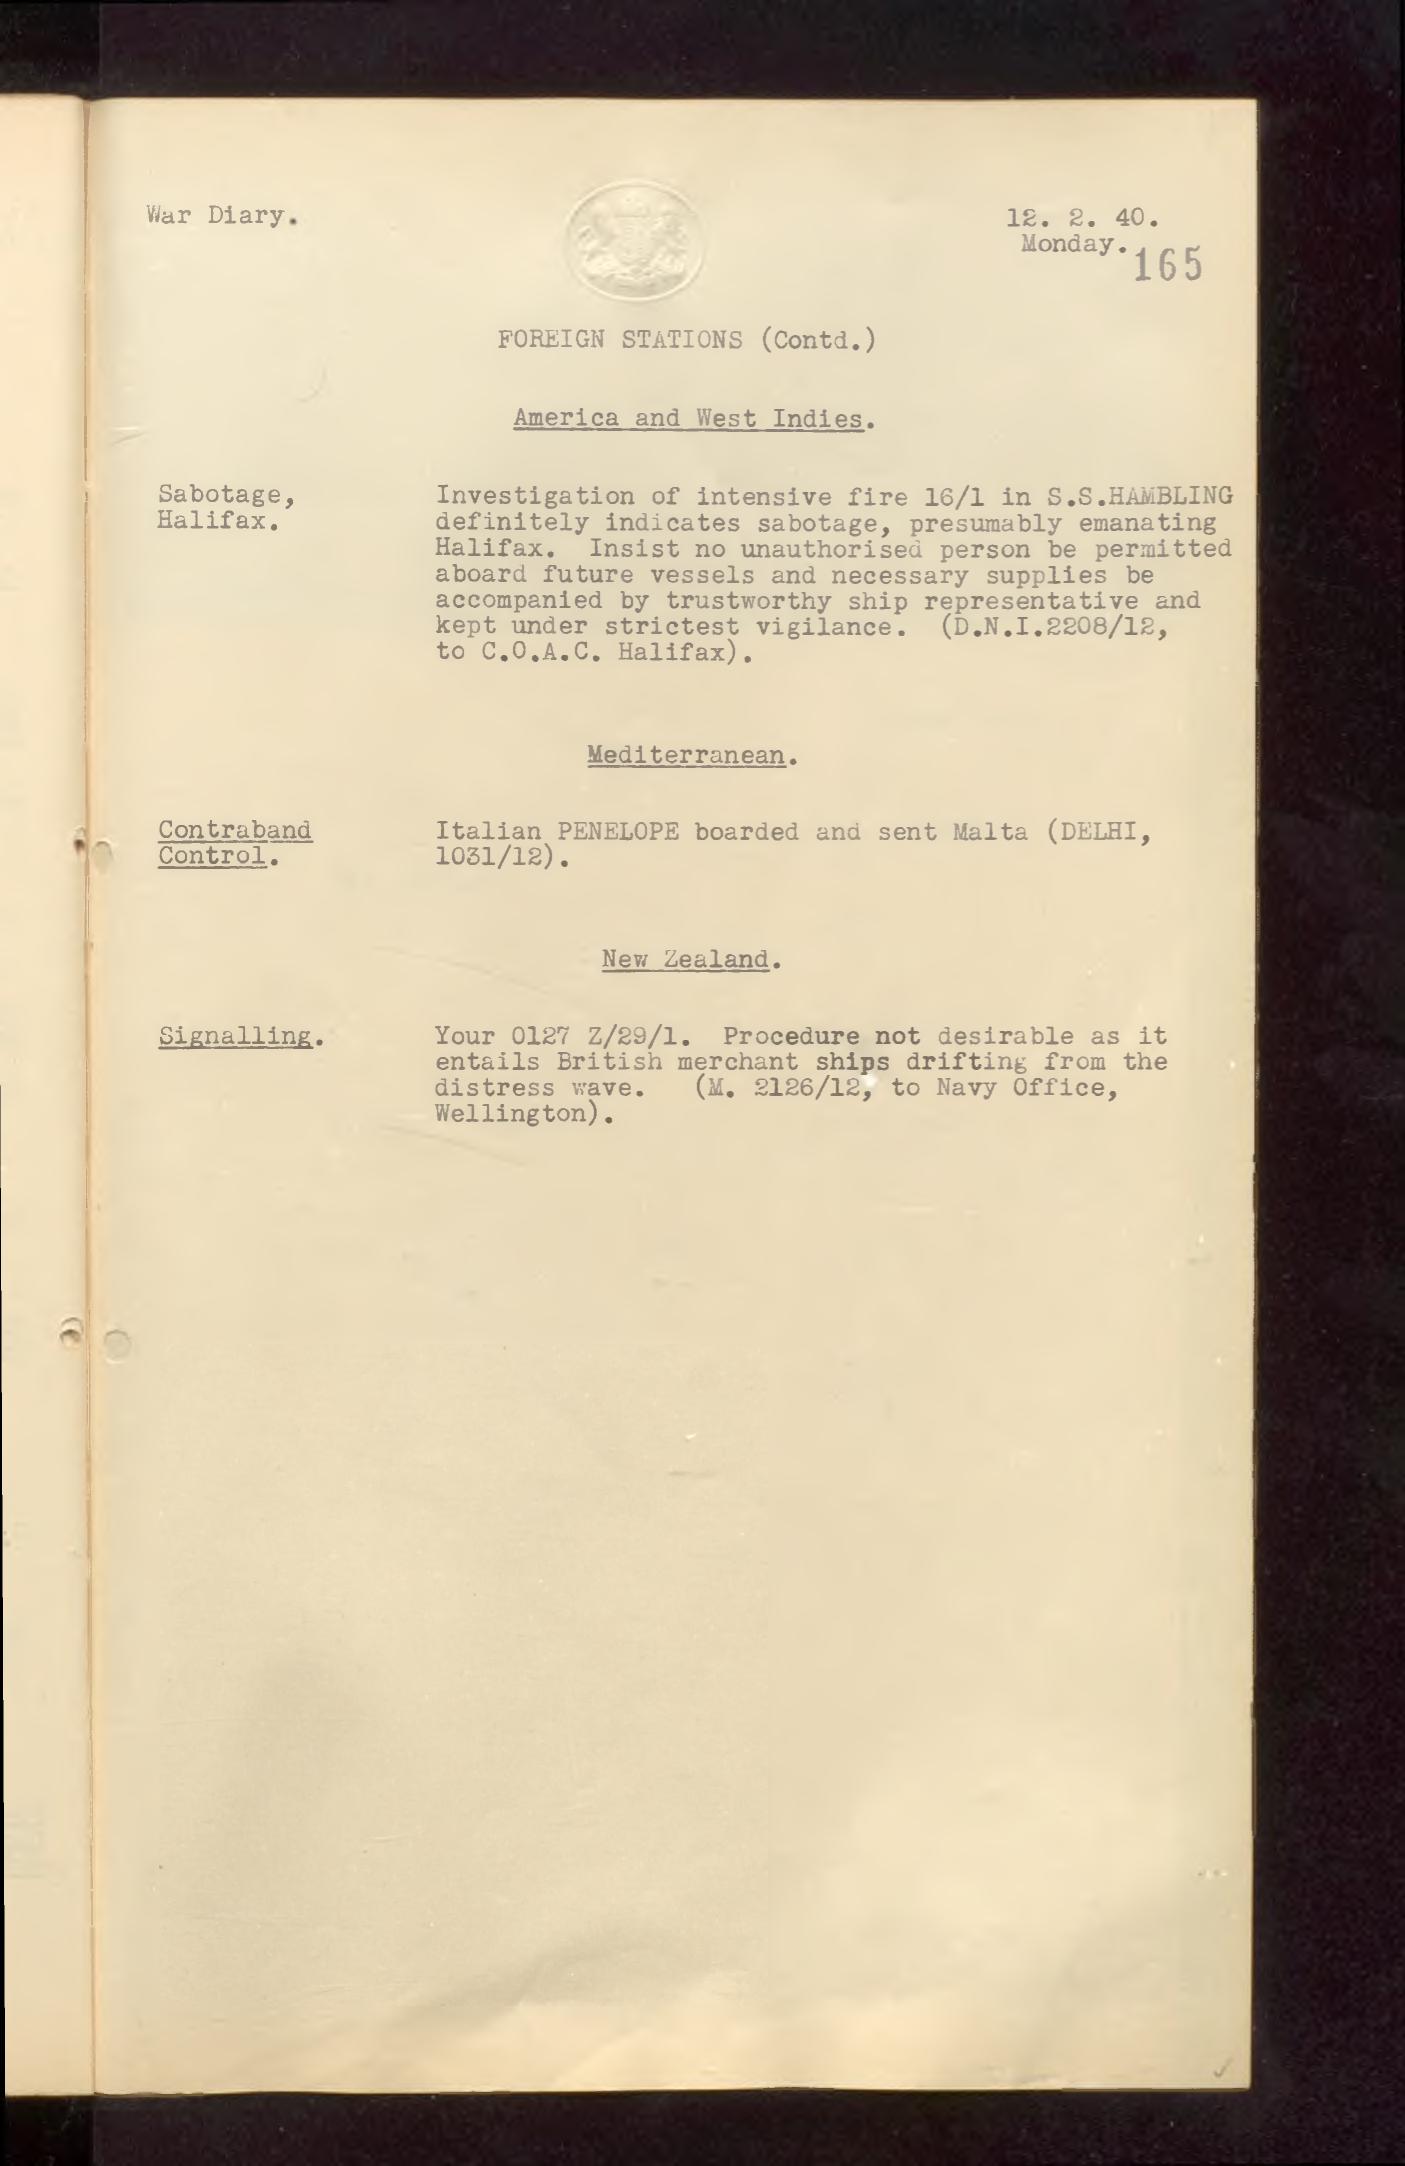 War Diary.
12. 2. 40.
Monday.
165
FOREIGN STATIONS (Contd.)
America and West Indies.
Sabotage,
Halifax.
Investigation of intensive fire 16/1 in S.S.HAMBLING
definitely indicates sabotage, presumably emanating
Halifax. Insist no unauthorised person be permitted
aboard future vessels and necessary supplies be
accompanied by trustworthy ship representative and
kept under strictest vigilance. (D.N.I.2208/12,
to C.O.A.C. Halifax).
Mediterranean.
Contraband
Control.
Italian PENELOPE boarded and sent Malta (DELHI,
1031/12).
New Zealand.
Signalling.
Your 0127 Z/29/1. Procedure not desirable as it
entails British merchant ships drifting from the
distress wave. (M. 2126/12, to Navy Office,
Wellington).